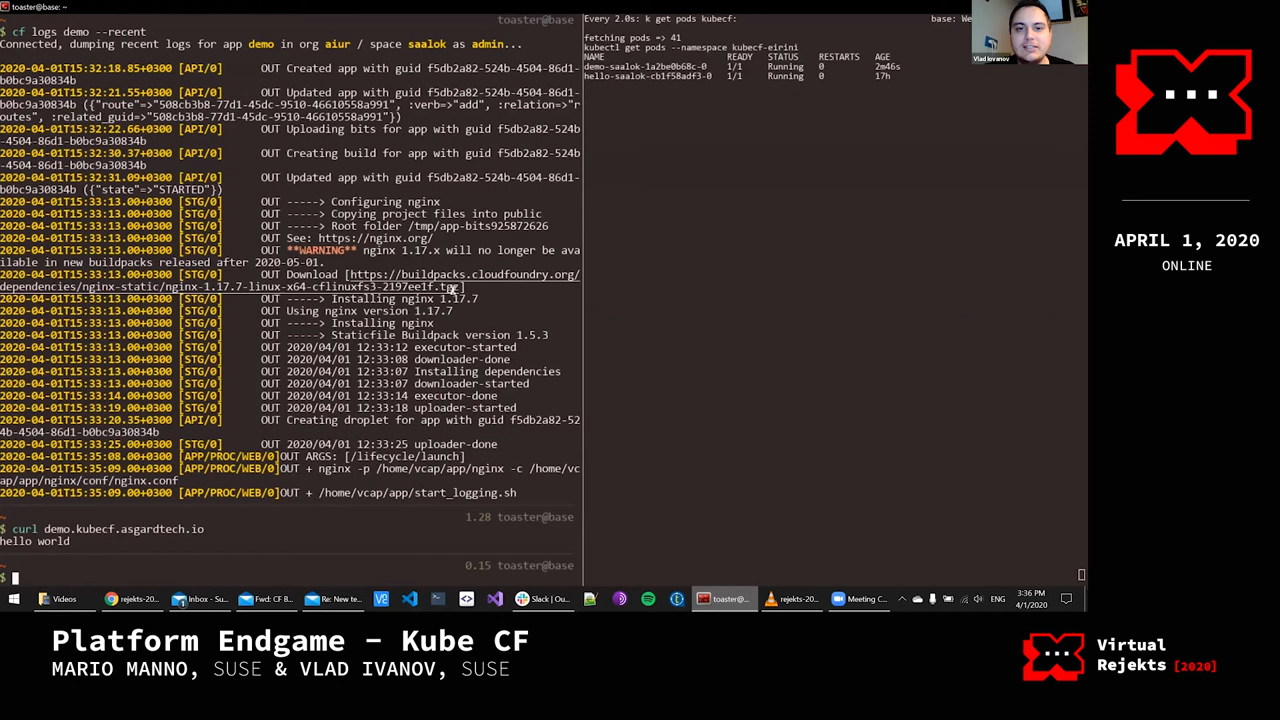 toaster@base:
~
toaster@base
$ cf logs demo --recent
Connected, dumping recent logs for app demo in org aiur / space saalok as admin...
2020-04-01T15:32:18.85+0300 [API/0] OUT Created app with guid f5db2a82-524b-4504-86d1-
b0bc9a30834b
2020-04-01T15:32:21.55+0300 [API/0] OUT Updated app with guid f5db2a82-524b-4504-86d1-
b0bc9a30834b ({"route"=>"508cb3b8-77d1-45dc-9510-46610558a991", :verb=>"add", :relation=>"r
outes", :related_guid=>"508cb3b8-77d1-45dc-9510-46610558a991"})
2020-04-01T15:32:22.66+0300 [API/0] OUT Uploading bits for app with guid f5db2a82-524b
-4504-86d1-b0bc9a30834b
2020-04-01T15:32:30.37+0300 [API/0] OUT Creating build for app with guid f5db2a82-524b
-4504-86d1-b0bc9a30834b
2020-04-01T15:32:31.09+0300 [API/0] OUT Updated app with guid f5db2a82-524b-4504-86d1-
b0bc9a30834b ({"state"=>"STARTED"})
2020-04-01T15:33:13.00+0300 [STG/0] OUT -----> Configuring nginx
2020-04-01T15:33:13.00+0300 [STG/0] OUT -----> Copying project files into public
2020-04-01T15:33:13.00+0300 [STG/0] OUT -----> Root folder /tmp/app-bits925872626
2020-04-01T15:33:13.00+0300 [STG/0] OUT See: https://nginx.org/
2020-04-01T15:33:13.00+0300 [STG/0] OUT **WARNING** nginx 1.17.x will no longer be ava
ilable in new buildpacks released after 2020-05-01.
2020-04-01T15:33:13.00+0300 [STG/0] OUT Download [https://buildpacks.cloudfoundry.org/
dependencies/nginx-static/nginx-1.17.7-linux-x64-cflinuxfs3-2197ee1f.tgz]
2020-04-01T15:33:13.00+0300 [STG/0] OUT -----> Installing nginx 1.17.7
2020-04-01T15:33:13.00+0300 [STG/0] OUT Using nginx version 1.17.7
2020-04-01T15:33:13.00+0300 [STG/0] OUT -----> Installing nginx
2020-04-01T15:33:13.00+0300 [STG/0] OUT -----> Staticfile Buildpack version 1.5.3
2020-04-01T15:33:13.00+0300 [STG/0] OUT 2020/04/01 12:33:12 executor-started
2020-04-01T15:33:13.00+0300 [STG/0] OUT 2020/04/01 12:33:08 downloader-done
2020-04-01T15:33:13.00+0300 [STG/0] OUT 2020/04/01 12:33:07 Installing dependencies
2020-04-01T15:33:13.00+0300 [STG/0] OUT 2020/04/01 12:33:07 downloader-started
2020-04-01T15:33:14.00+0300 [STG/0] OUT 2020/04/01 12:33:14 executor-done
2020-04-01T15:33:19.00+0300 [STG/0] OUT 2020/04/01 12:33:18 uploader-started
2020-04-01T15:33:20.35+0300 [API/0] OUT Creating droplet for app with guid f5db2a82-52
4b-4504-86d1-b0bc9a30834b
2020-04-01T15:33:25.00+0300 [STG/0] OUT 2020/04/01 12:33:25 uploader-done
2020-04-01T15:35:08.00+0300 [APP/PROC/WEB/0]OUT ARGS: [/lifecycle/launch]
2020-04-01T15:35:09.00+0300 [APP/PROC/WEB/0]OUT + nginx -p /home/vcap/app/nginx -c /home/vc
ap/app/nginx/conf/nginx.conf
2020-04-01T15:35:09.00+0300 [APP/PROC/WEB/0]OUT + /home/vcap/app/start_logging.sh
~ 1.28 toaster@base
$ curl demo.kubecf.asgardtech.io
hello world
~ 0.15 toaster@base
$
Every 2.0s: k get pods kubecf: base: We
fetching pods => 41
kubectl get pods --namespace kubecf-eirini
NAME READY STATUS RESTARTS AGE
demo-saalok-1a2be0b68c-0 1/1 Running 0 2m46s
hello-saalok-cb1f58adf3-0 1/1 Running 0 17h
Vlad Iovanov
APRIL 1, 2020
ONLINE
Videos
rejekts-20...
Inbox - Su...
Fwd: CF B...
Re: New te...
Slack | Ou...
toaster@...
rejekts-20...
Meeting C...
ENG
3:36 PM
4/1/2020
Platform Endgame - Kube CF
MARIO MANNO, SUSE & VLAD IVANOV, SUSE
Virtual
Rejekts [2020]